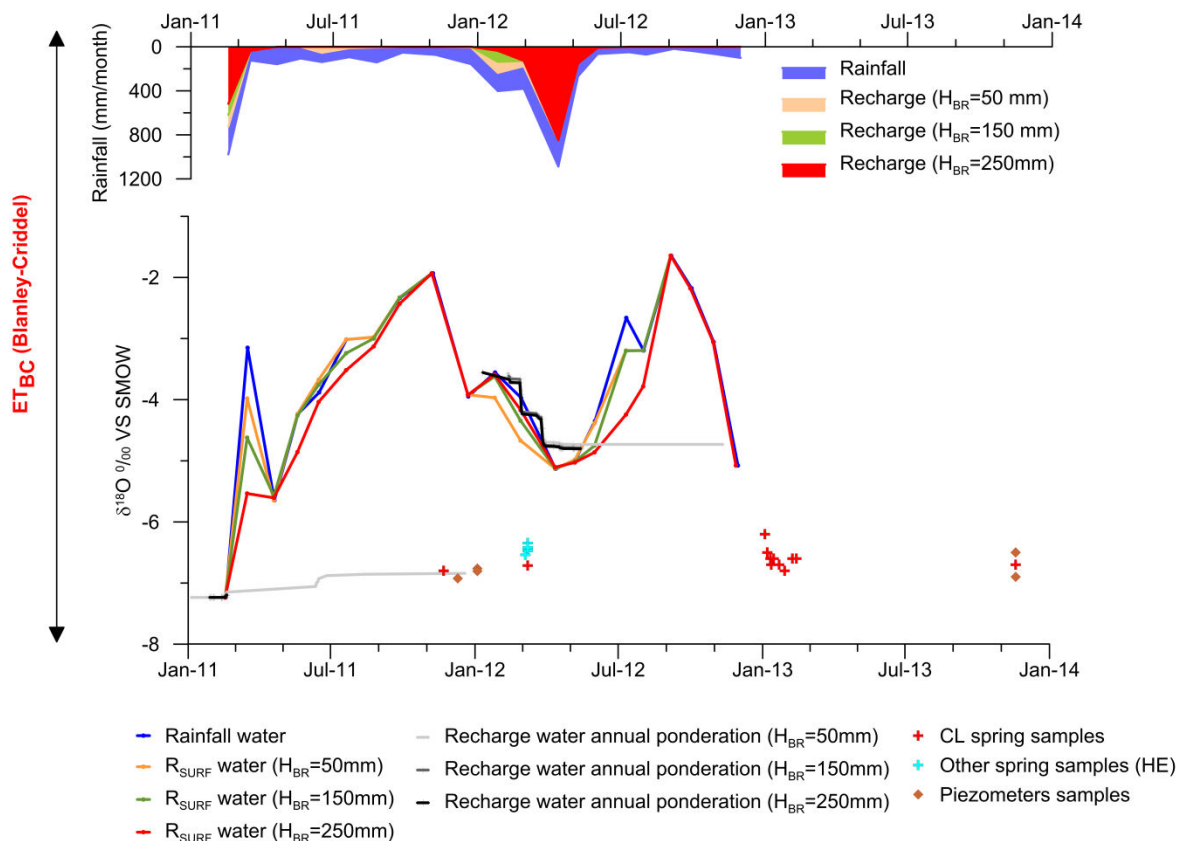 Jan-11 Jul-11 Jan-12 Jul-12 Jan-13 Jul-13 Jan-14
Rainfall (mm/month)
0
400
800
1200
Rainfall
Recharge (HBR=50 mm)
Recharge (HBR=150 mm)
Recharge (HBR=250mm)
ETBC (Blanley-Criddel)
δ18O ‰ VS SMOW
-2
-4
-6
-8
Jan-11 Jul-11 Jan-12 Jul-12 Jan-13 Jul-13 Jan-14
Rainfall water
RSURF water (HBR=50mm)
RSURF water (HBR=150mm)
RSURF water (HBR=250mm)
Recharge water annual ponderation (HBR=50mm)
Recharge water annual ponderation (HBR=150mm)
Recharge water annual ponderation (HBR=250mm)
CL spring samples
Other spring samples (HE)
Piezometers samples